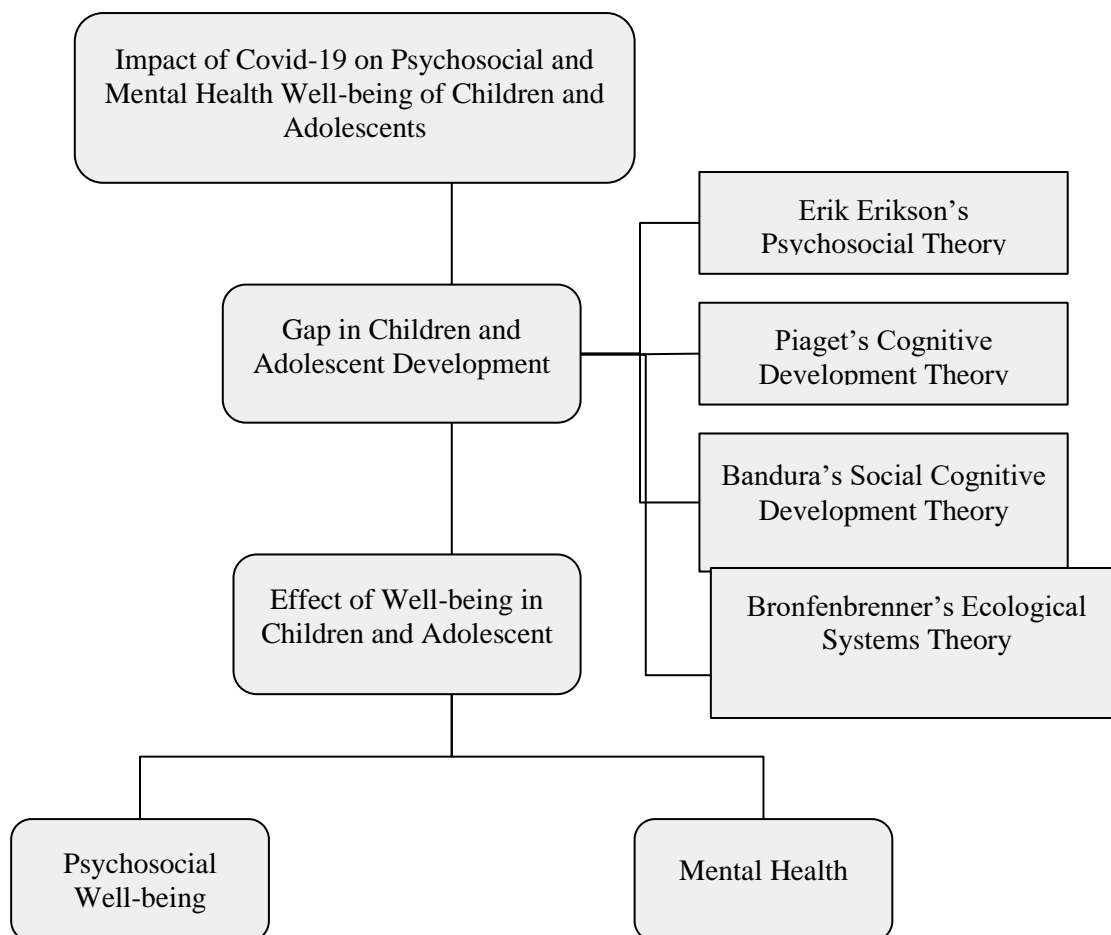 Impact of Covid-19 on Psychosocial and
Mental Health Well-being of Children and
Adolescents
Erik Erikson’s
Psychosocial Theory
Gap in Children and
Adolescent Development
Piaget’s Cognitive
Development Theory
Bandura’s Social Cognitive
Development Theory
Effect of Well-being in
Children and Adolescent
Bronfenbrenner’s Ecological
Systems Theory
Psychosocial
Well-being
Mental Health